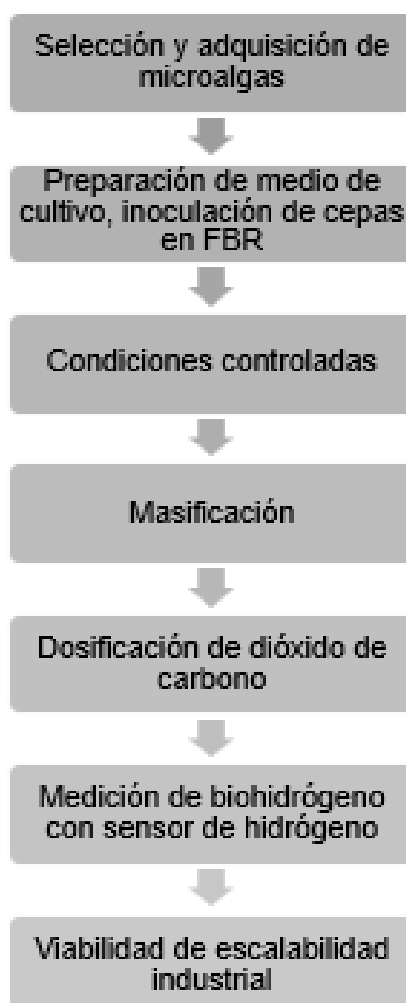 Selección y adquisición de
microalgas
Preparación de medio de
cultivo, inoculación de cepas
en FBR
Condiciones controladas
Masificación
Dosificación de dióxido de
carbono
Medición de biohidrógeno
con sensor de hidrógeno
Viabilidad de escalabilidad
industrial